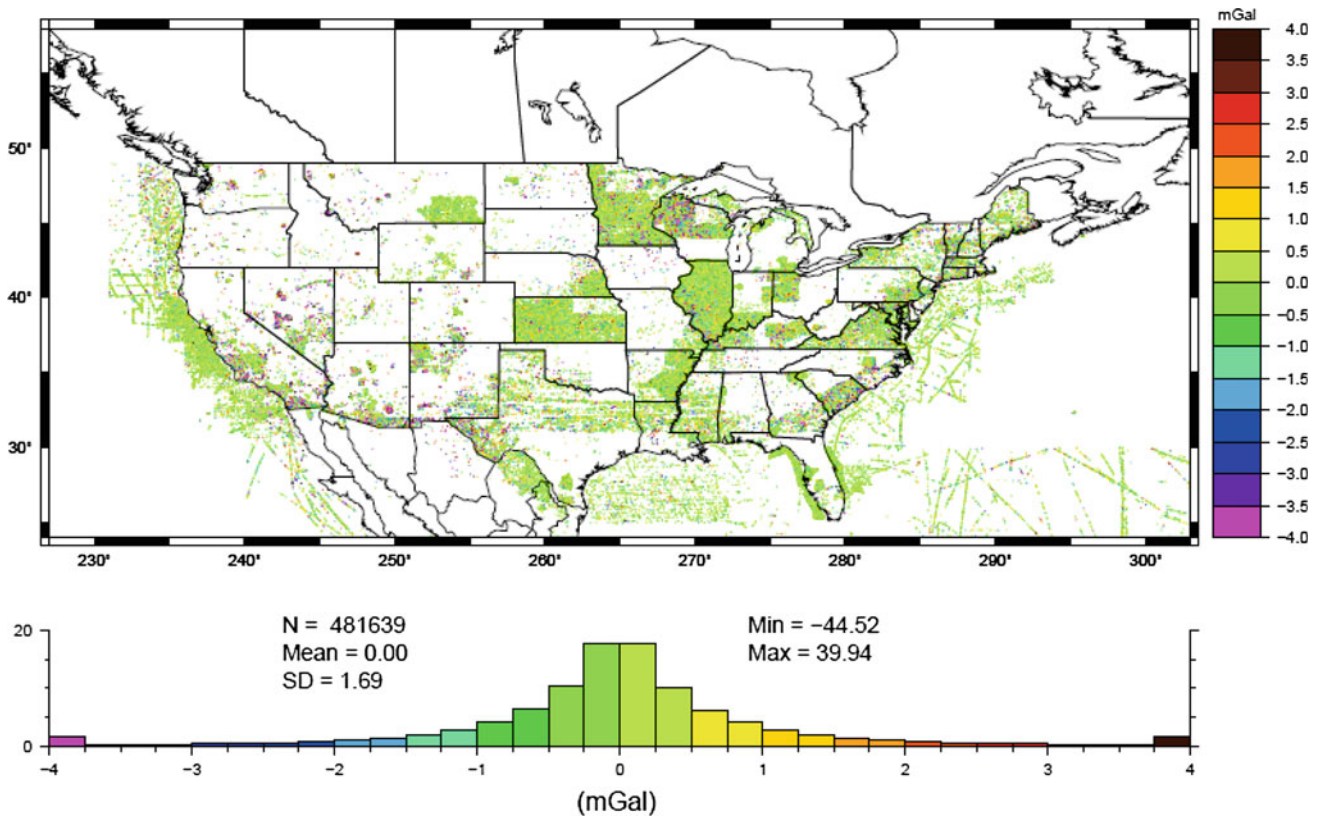 mGal
4.0
3.5
3.0
2.5
2.0
1.5
1.0
0.5
0.0
−0.5
−1.0
−1.5
−2.0
−2.5
−3.0
−3.5
−4.0
50°
40°
30°
230° 240° 250° 260° 270° 280° 290° 300°
N = 481639
Mean = 0.00
SD = 1.69
Min = −44.52
Max = 39.94
20
0
−4 −3 −2 −1 0 1 2 3 4
(mGal)